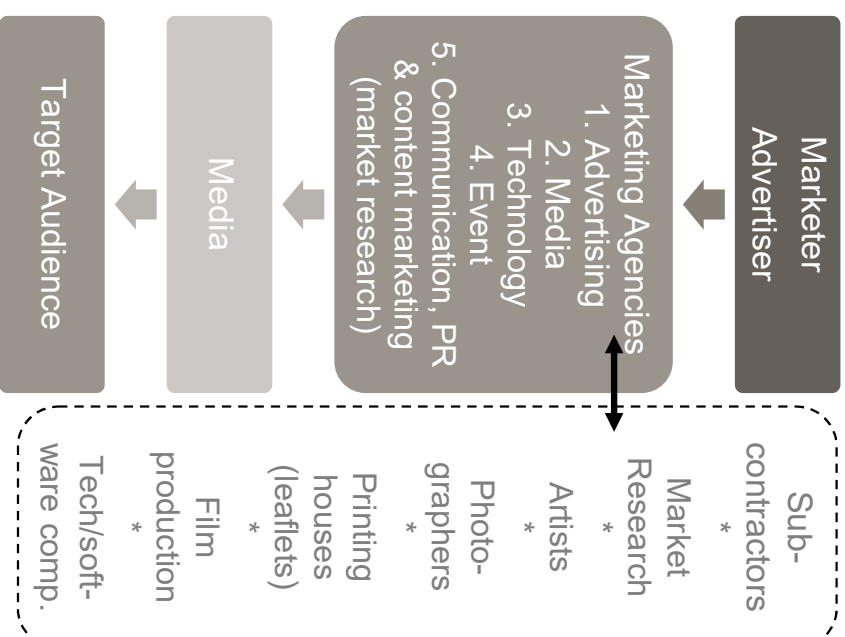 Marketer
Advertiser
Marketing Agencies
1. Advertising
2. Media
3. Technology
4. Event
5. Communication, PR
& content marketing
(market research)
Media
Target Audience
Sub-
contractors
*
Market
Research
*
Artists
*
Photo-
graphers
*
Printing
houses
(leaflets)
*
Film
production
*
Tech/soft-
ware comp.